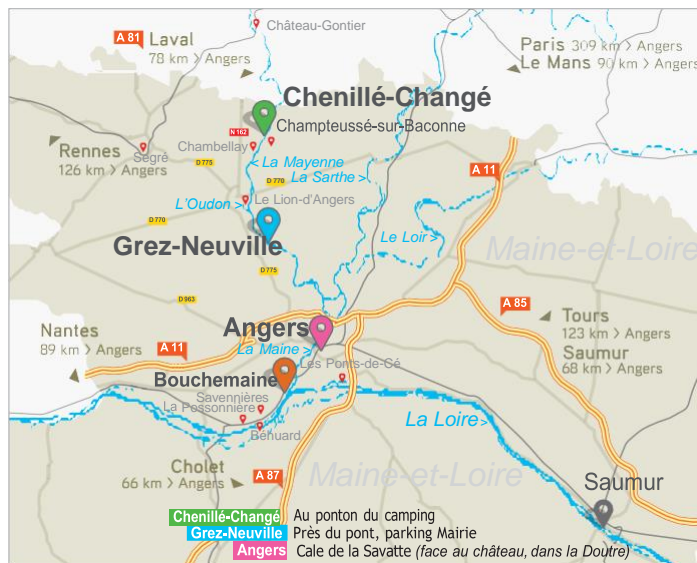 Château-Gontier
A 81
Laval
78 km > Angers
Paris 309 km > Angers
Le Mans 90 km > Angers
Chenillé-Changé
Champteussé-sur-Baconne
N 162
Chambellay
Segré
D 775
Rennes
126 km > Angers
< La Mayenne
D 770
La Sarthe >
A 11
L'Oudon >
Le Lion-d'Angers
D 770
Grez-Neuville
Le Loir >
Maine-et-Loire
D 775
D 963
A 85
Nantes
89 km > Angers
A 11
Angers
La Maine >
Tours
123 km > Angers
Saumur
68 km > Angers
Les Ponts-de-Cé
Bouchemaine
Savennières
La Possonnière
Béhuard
La Loire >
Cholet
66 km > Angers
A 87
Maine-et-Loire
Saumur
Chenillé-Changé Au ponton du camping
Grez-Neuville Près du pont, parking Mairie
Angers Cale de la Savatte (face au château, dans la Doutre)